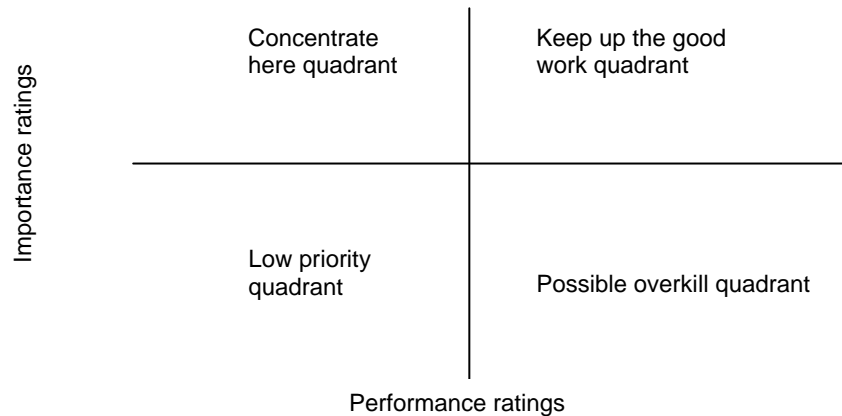 Concentrate
here quadrant
Keep up the good
work quadrant
Importance ratings
Low priority
quadrant
Possible overkill quadrant
Performance ratings